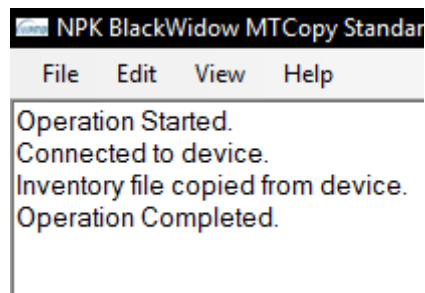 NPK BlackWidow MTCopy Standar
File Edit View Help
Operation Started.
Connected to device.
Inventory file copied from device.
Operation Completed.